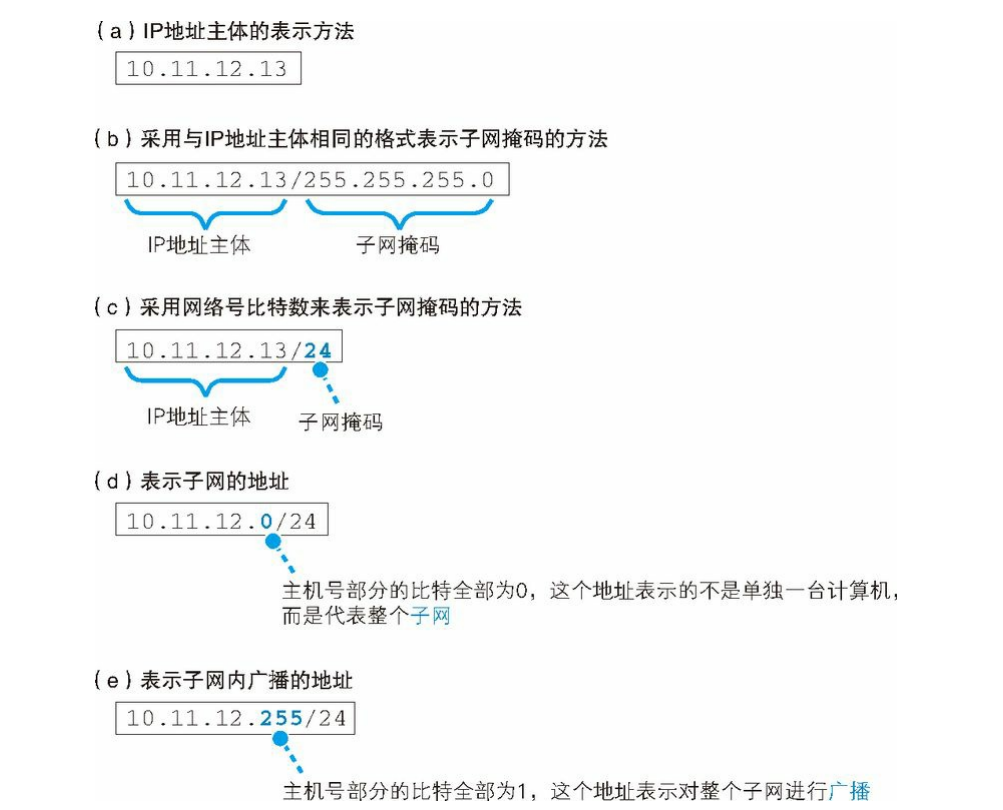 (a) IP地址主体的表示方法
10.11.12.13
(b) 采用与IP地址主体相同的格式表示子网掩码的方法
10.11.12.13/255.255.255.0
IP地址主体 子网掩码
(c) 采用网络号比特数来表示子网掩码的方法
10.11.12.13/24
IP地址主体 子网掩码
(d) 表示子网的地址
10.11.12.0/24
主机号部分的比特全部为0，这个地址表示的不是单独一台计算机，
而是代表整个子网
(e) 表示子网内广播的地址
10.11.12.255/24
主机号部分的比特全部为1，这个地址表示对整个子网进行广播